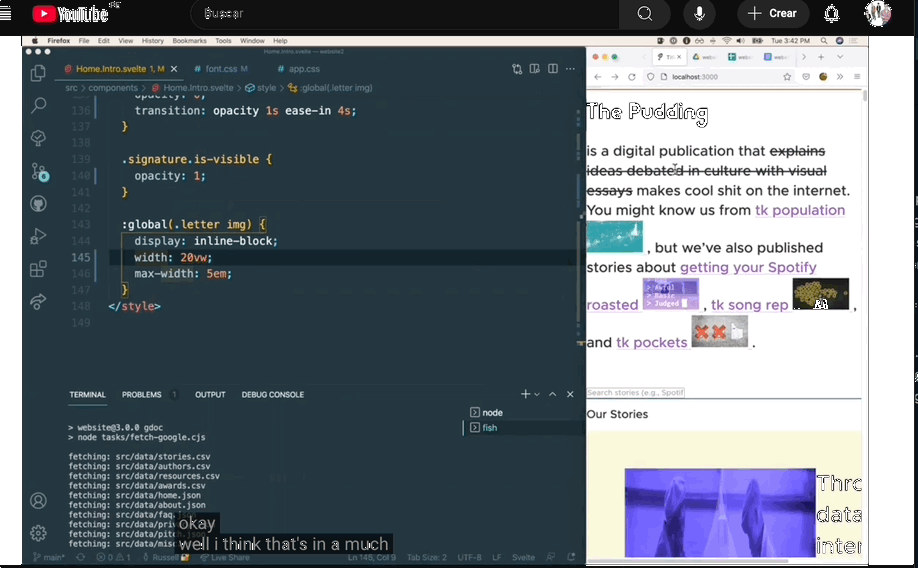 YouTube ES
Buscar
Crear
Firefox File Edit View History Bookmarks Tools Window Help
Tue 3:42 PM
Home.Intro.svelte — website2
Home.Intro.svelte 1, M
font.css M
app.css
src > components > Home.Intro.svelte > style > :global(.letter img)
opacity: 0;
136 transition: opacity 1s ease-in 4s;
137 }
138
139 .signature.is-visible {
140 opacity: 1;
141 }
142
143 :global(.letter img) {
144 display: inline-block;
145 width: 20vw;
146 max-width: 5em;
147 }
148 </style>
149
TERMINAL PROBLEMS 1 OUTPUT DEBUG CONSOLE
node
fish
> website@3.0.0 gdoc
> node tasks/fetch-google.cjs
fetching: src/data/stories.csv
fetching: src/data/authors.csv
fetching: src/data/resources.csv
fetching: src/data/awards.csv
fetching: src/data/home.json
fetching: src/data/about.json
fetching: src/data/faq.json
fetching: src/data/
fetching: src/data/
fetching: src/data/
okay
well i think that's in a much
main* 0 1 Russell Live Share Ln 145, Col 9 Tab Size: 2 UTF-8 LF Svelte
localhost:3000
The Pudding
is a digital publication that explains
ideas debated in culture with visual
essays makes cool shit on the internet.
You might know us from tk population
, but we've also published
stories about getting your Spotify
roasted > Awful > Basic > Judged , tk song rep ,
and tk pockets .
Search stories (e.g., Spotif
Our Stories
Thro
data
inter